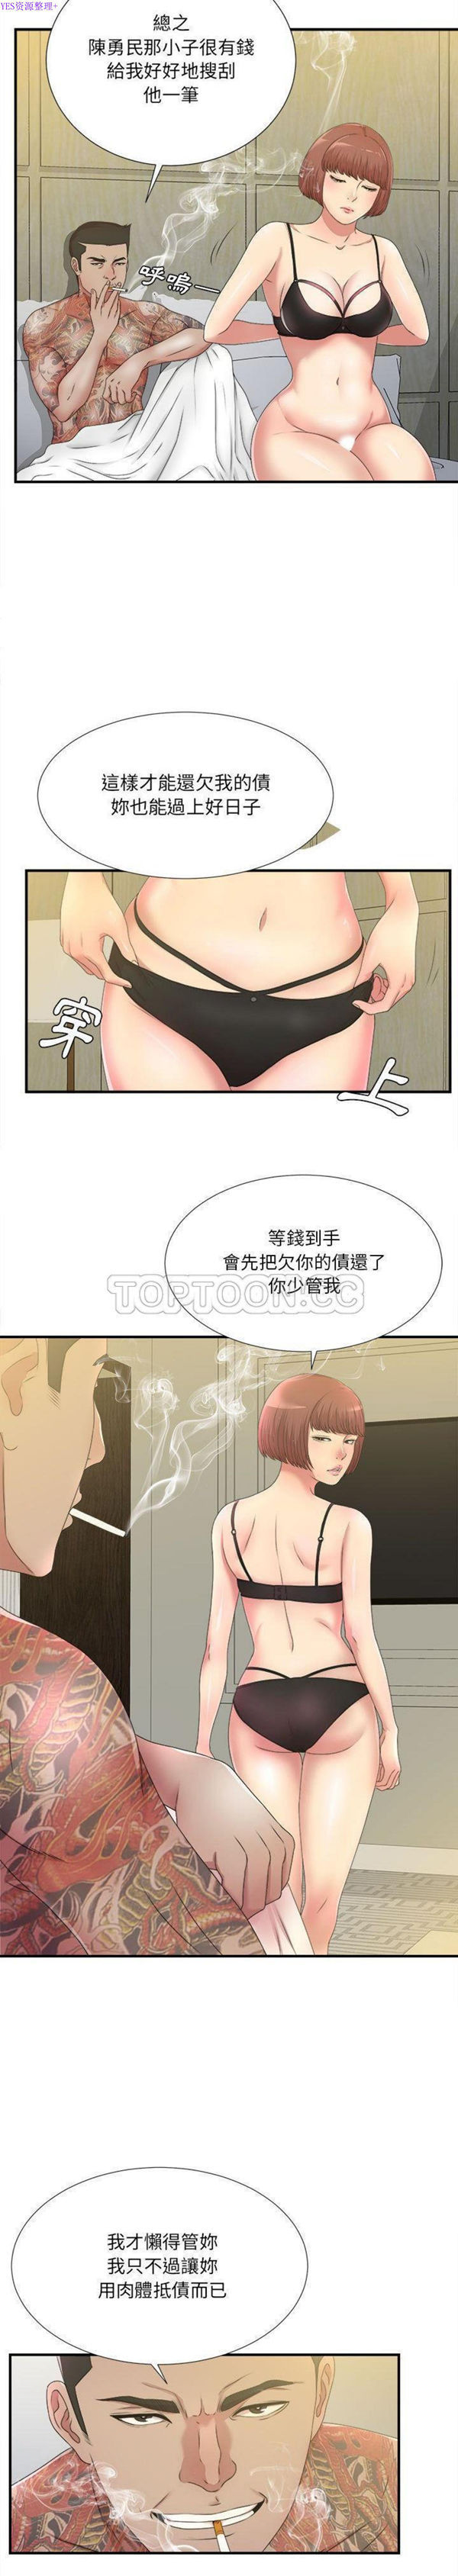 YES资源整理+
總之
陳勇民那小子很有錢
給我好好地搜刮
他一筆
呼嗚—
這樣才能還欠我的債
妳也能過上好日子
穿
上
等錢到手
會先把欠你的債還了
你少管我
TOPTOON.CC
我才懶得管妳
我只不過讓妳
用肉體抵債而已